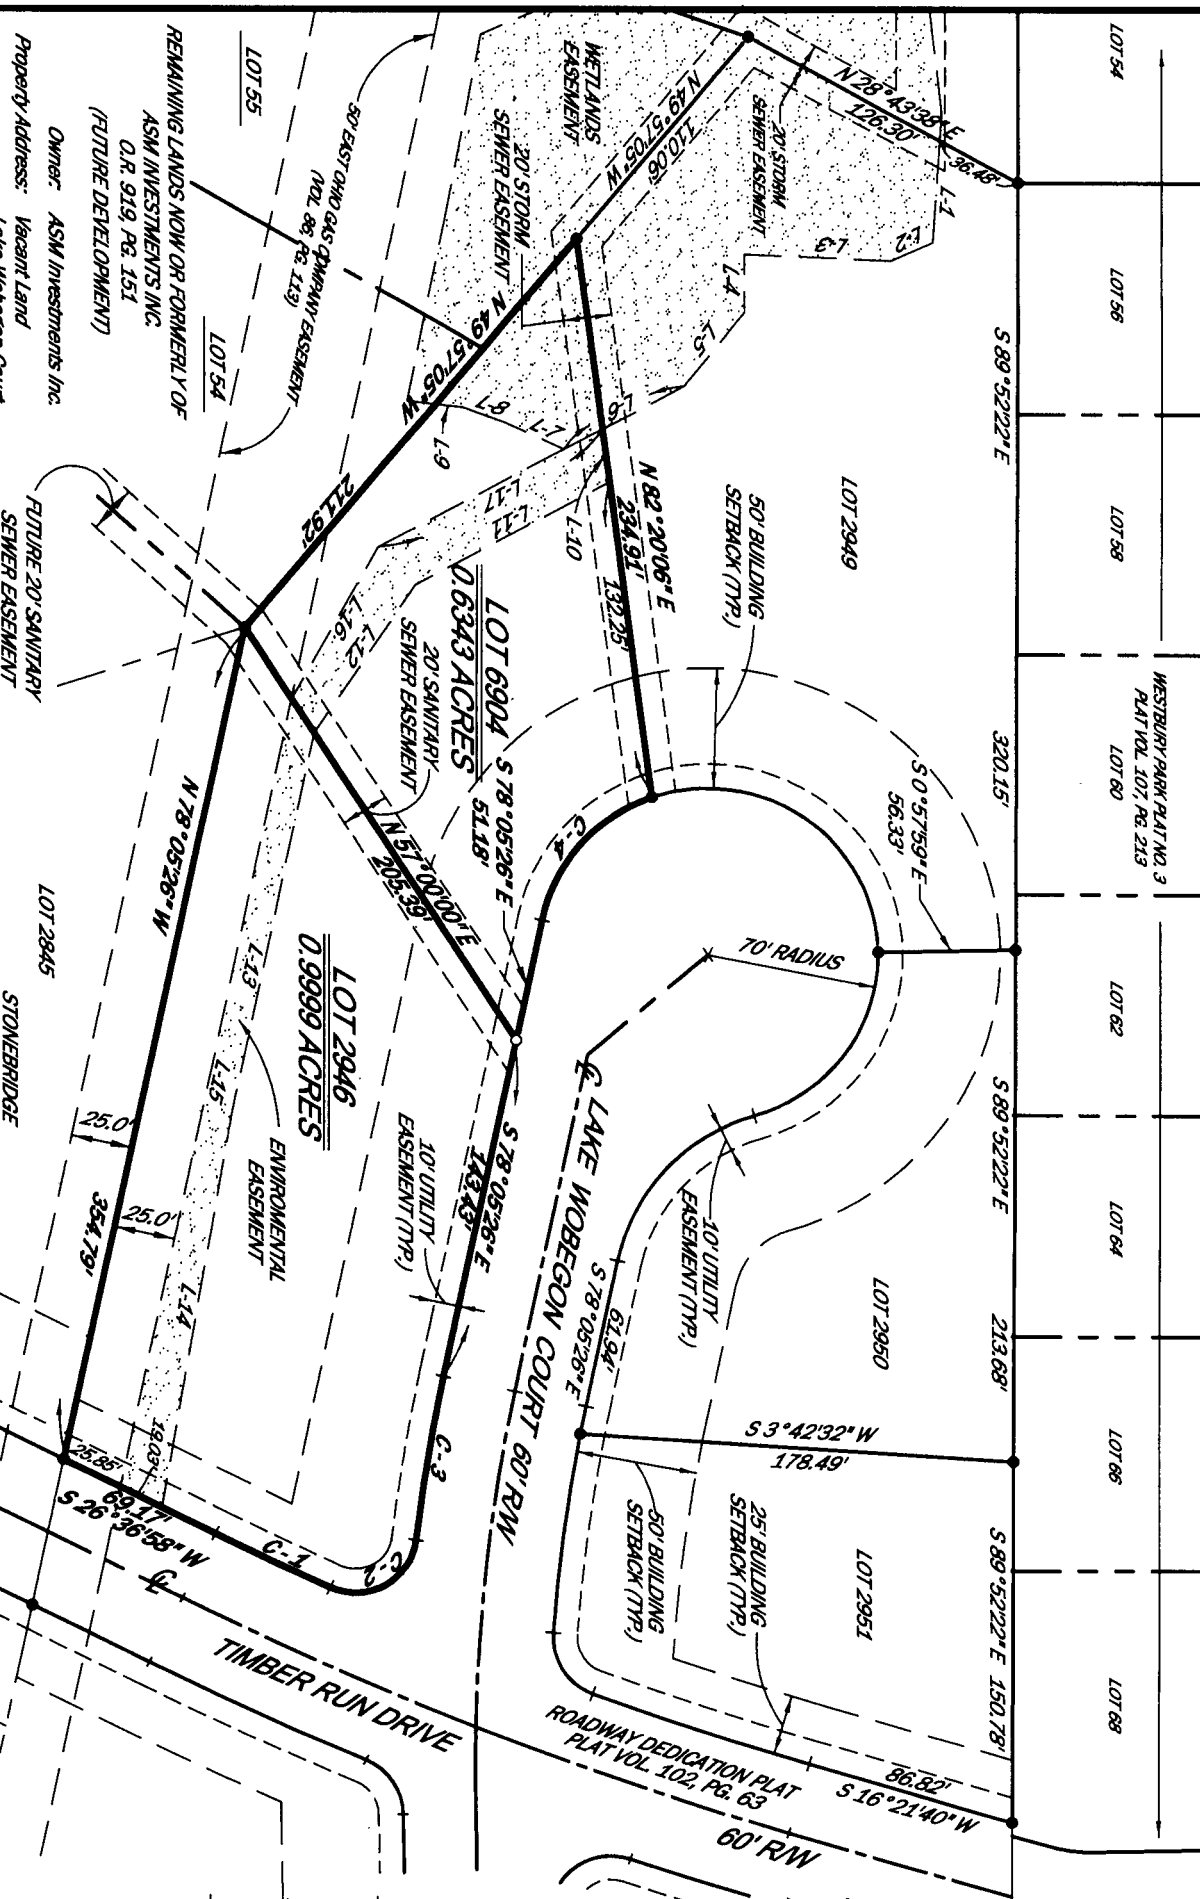 LOT 54
LOT 56
LOT 58
WESTBURY PARK PLAT NO. 3
PLAT VOL. 107, PG. 213
LOT 60
LOT 62
LOT 64
LOT 66
LOT 68
S 89°52'22" E
320.15'
S 89°52'22" E
213.68'
S 89°52'22" E 150.78'
N 28°43'38" E
126.30'
36.48'
L-1
L-2
L-3
L-4
L-5
L-6
L-7
L-8
L-9
L-10
L-11
L-17
L-16
L-12
L-13
L-15
L-14
20' STORM
SEWER EASEMENT
WETLANDS
EASEMENT
N 49°57'05" W
110.06'
20' STORM
SEWER EASEMENT
N 49°57'05" W
211.92'
LOT 2949
50' BUILDING
SETBACK (TYP.)
N 82°20'06" E
234.91'
132.25'
S 0°57'59" E
56.33'
70' RADIUS
LOT 2950
10' UTILITY
EASEMENT (TYP.)
S 78°05'26" E
61.94'
S 3°42'32" W
178.49'
LOT 2951
25' BUILDING
SETBACK (TYP.)
50' BUILDING
SETBACK (TYP.)
86.82'
S 16°21'40" W
ROADWAY DEDICATION PLAT
PLAT VOL. 102, PG. 63
60' R/W
TIMBER RUN DRIVE
℄
℄ LAKE WOBEGON COURT 60' R/W
LOT 6904
0.6343 ACRES
S 78°05'26" E
51.18'
C-4
20' SANITARY
SEWER EASEMENT
N 57°00'00" E
205.39'
S 78°05'26" E
143.43'
C-3
C-2
C-1
10' UTILITY
EASEMENT (TYP.)
LOT 2946
0.9999 ACRES
ENVIROMENTAL
EASEMENT
N 78°05'26" W
354.79'
25.0'
25.0'
19.03'
25.85'
69.17'
S 26°36'58" W
LOT 2845
STONEBRIDGE
FUTURE 20' SANITARY
SEWER EASEMENT
50' EAST OHIO GAS COMPANY EASEMENT
(VOL. 86, PG. 113)
LOT 55
LOT 54
REMAINING LANDS NOW OR FORMERLY OF
ASM INVESTMENTS INC.
O.R. 919, PG. 151
(FUTURE DEVELOPMENT)
Owner: ASM Investments Inc.
Property Address: Vacant Land